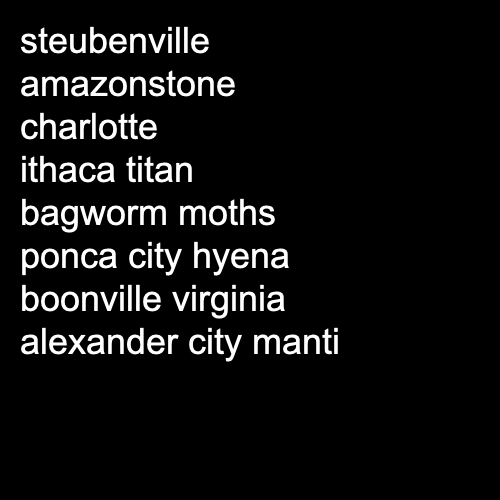 steubenville
amazonstone
charlotte
ithaca titan
bagworm moths
ponca city hyena
boonville virginia
alexander city manti